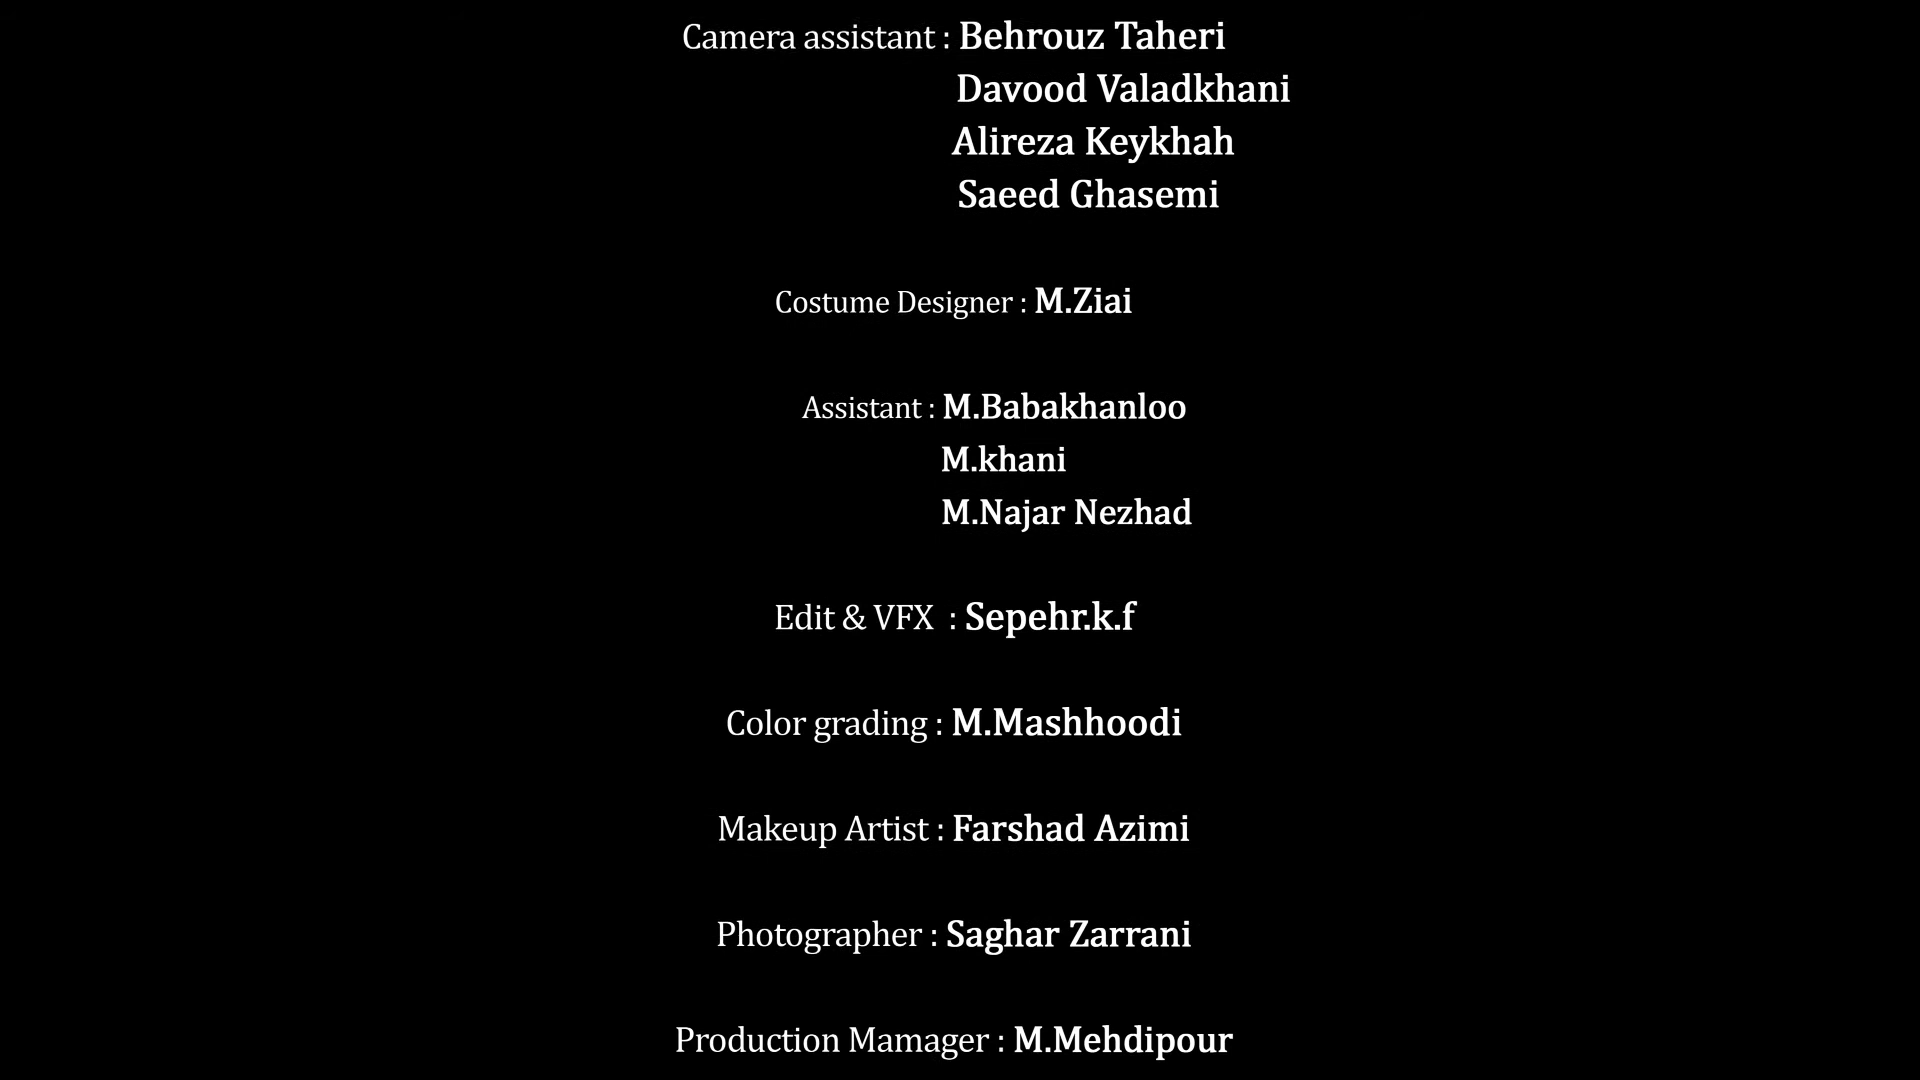 Camera assistant : Behrouz Taheri
Davood Valadkhani
Alireza Keykhah
Saeed Ghasemi
Costume Designer : M.Ziai
Assistant : M.Babakhanloo
M.khani
M.Najar Nezhad
Edit & VFX  : Sepehr.k.f
Color grading : M.Mashhoodi
Makeup Artist : Farshad Azimi
Photographer : Saghar Zarrani
Production Mamager : M.Mehdipour